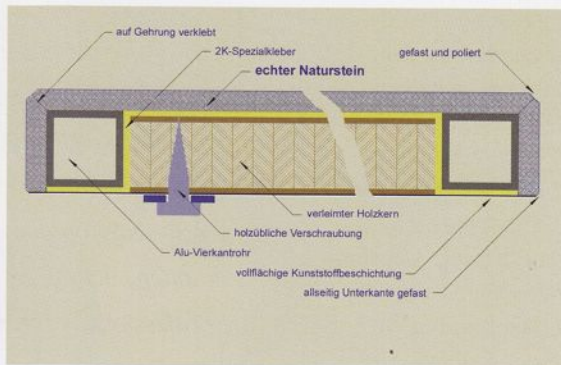 auf Gehrung verklebt
2K-Spezialkleber
gefast und poliert
echter Naturstein
verleimter Holzkern
holzübliche Verschraubung
Alu-Vierkantrohr
vollflächige Kunststoffbeschichtung
allseitig Unterkante gefast